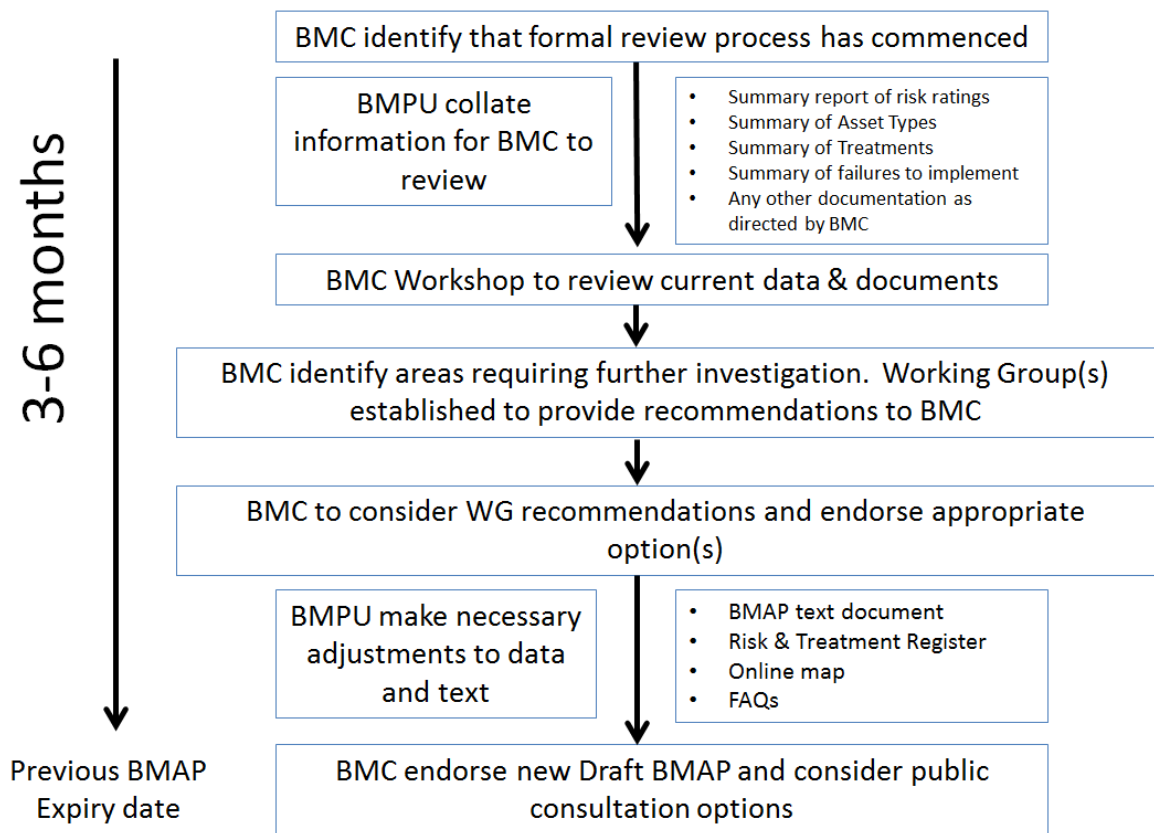 BMC identify that formal review process has commenced
3-6 months
BMPU collate
information for BMC to
review
• Summary report of risk ratings
• Summary of Asset Types
• Summary of Treatments
• Summary of failures to implement
• Any other documentation as
directed by BMC
BMC Workshop to review current data & documents
BMC identify areas requiring further investigation. Working Group(s)
established to provide recommendations to BMC
BMC to consider WG recommendations and endorse appropriate
option(s)
BMPU make necessary
adjustments to data
and text
• BMAP text document
• Risk & Treatment Register
• Online map
• FAQs
Previous BMAP
Expiry date
BMC endorse new Draft BMAP and consider public
consultation options